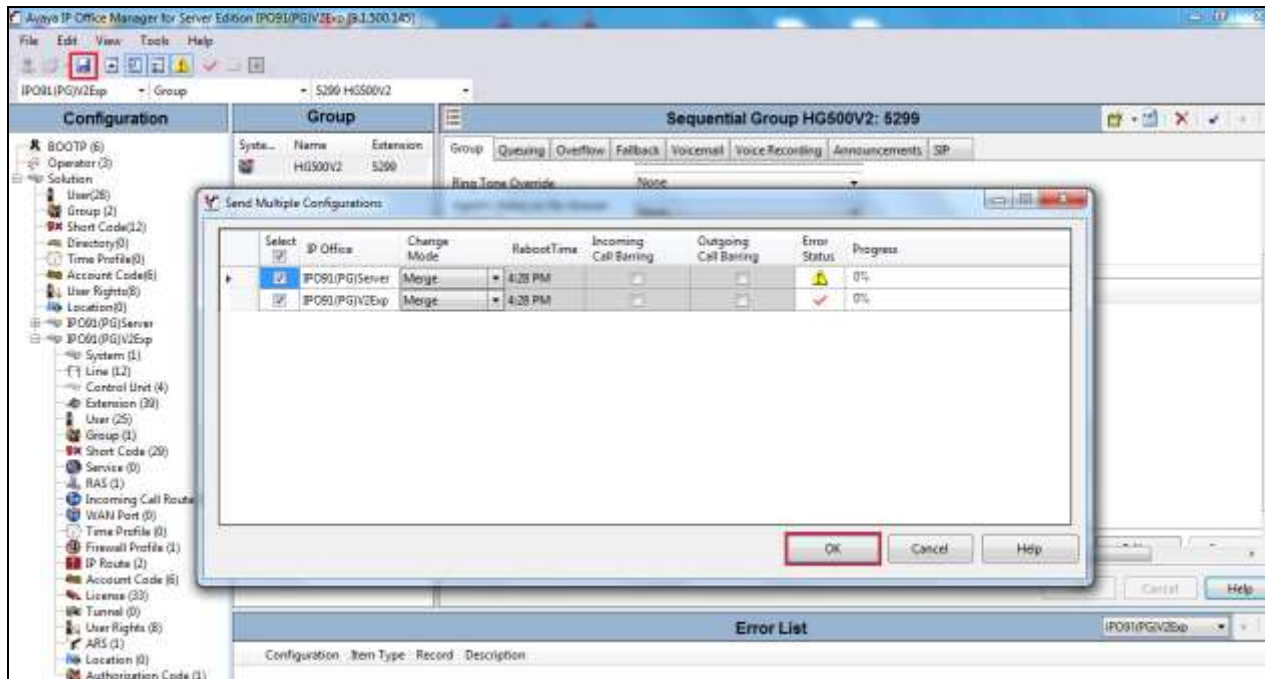 Avaya IP Office Manager for Server Edition IPO91(PG)V2Exp [9.1.500.145]
File Edit View Tools Help
IPO91(PG)V2Exp Group 5299 HG500V2
Configuration
BOOTP (6)
Operator (3)
Solution
User(28)
Group (2)
Short Code(12)
Directory(0)
Time Profile(0)
Account Code(6)
User Rights(8)
Location(0)
IPO91(PG)Server
IPO91(PG)V2Exp
System (1)
Line (12)
Control Unit (4)
Extension (39)
User (25)
Group (1)
Short Code (29)
Service (0)
RAS (1)
Incoming Call Route
WAN Port (0)
Time Profile (0)
Firewall Profile (1)
IP Route (2)
Account Code (6)
License (33)
Tunnel (0)
User Rights (8)
ARS (1)
Location (0)
Authorization Code (1)
Group
Syste... Name Extension
HG500V2 5299
Sequential Group HG500V2: 5299
Group Queuing Overflow Fallback Voicemail Voice Recording Announcements SIP
Ring Tone Override None
Send Multiple Configurations
Select IP Office Change Mode RebootTime Incoming Call Barring Outgoing Call Barring Error Status Progress
IPO91(PG)Server Merge 4:28 PM 0%
IPO91(PG)V2Exp Merge 4:28 PM 0%
OK Cancel Help
Cancel Help
Error List
IPO91(PG)V2Exp
Configuration Item Type Record Description